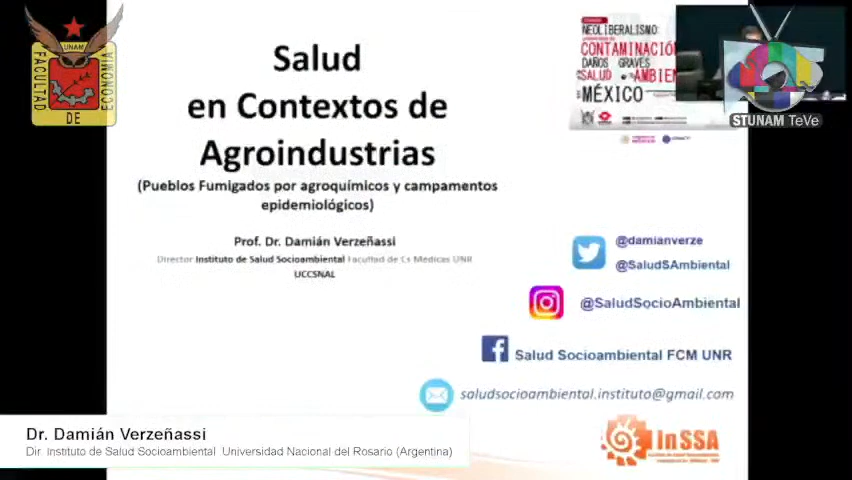 UNAM
FACULTAD
DE
ECONOMÍA
Salud
en Contextos de
Agroindustrias
(Pueblos Fumigados por agroquímicos y campamentos
epidemiológicos)
Prof. Dr. Damián Verzeñassi
Director Instituto de Salud Socioambiental Facultad de Cs Médicas UNR
UCCSNAL
NEOLIBERALISMO:
CONTAMINACIÓN
DAÑOS GRAVES
SALUD
AMBIEN
MÉXICO
STUNAM TeVe
@damianverze
@SaludSAmbiental
@SaludSocioAmbiental
Salud Socioambiental FCM UNR
saludsocioambiental.instituto@gmail.com
InSSA
Dr. Damián Verzeñassi
Dir. Instituto de Salud Socioambiental Universidad Nacional del Rosario (Argentina)